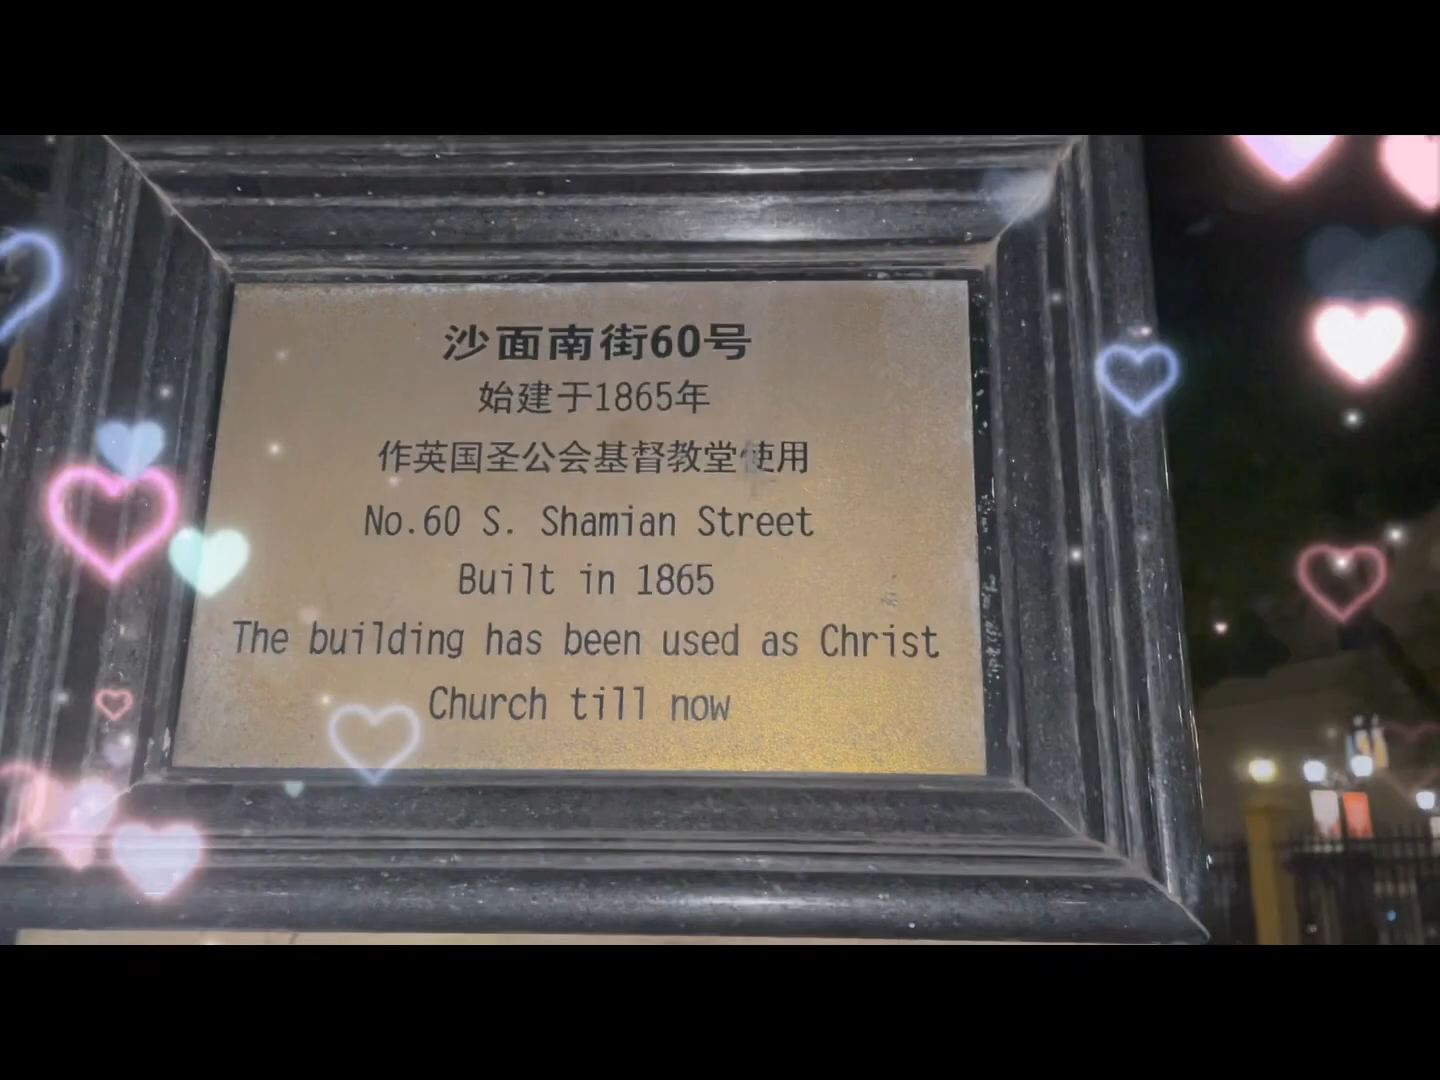 沙面南街60号
始建于1865年
作英国圣公会基督教堂使用
No.60 S. Shamian Street
Built in 1865
The building has been used as Christ
Church till now